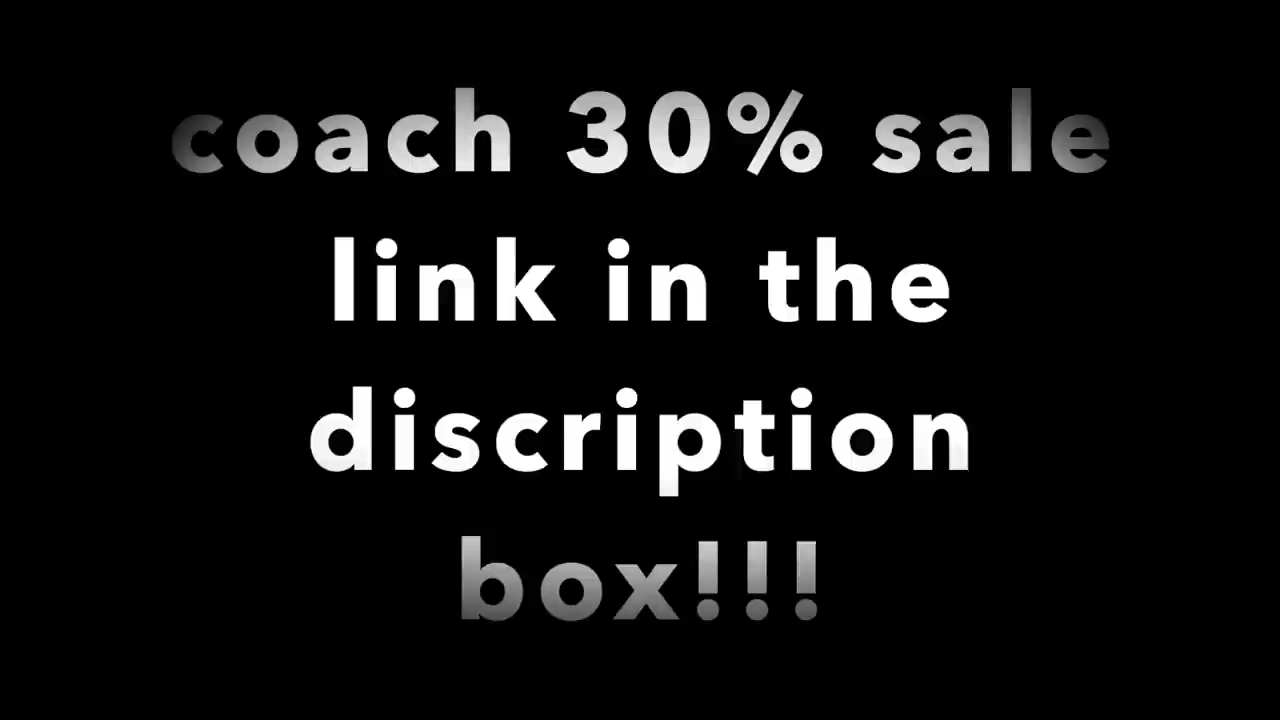 coach 30% sale
link in the
discription
box!!!